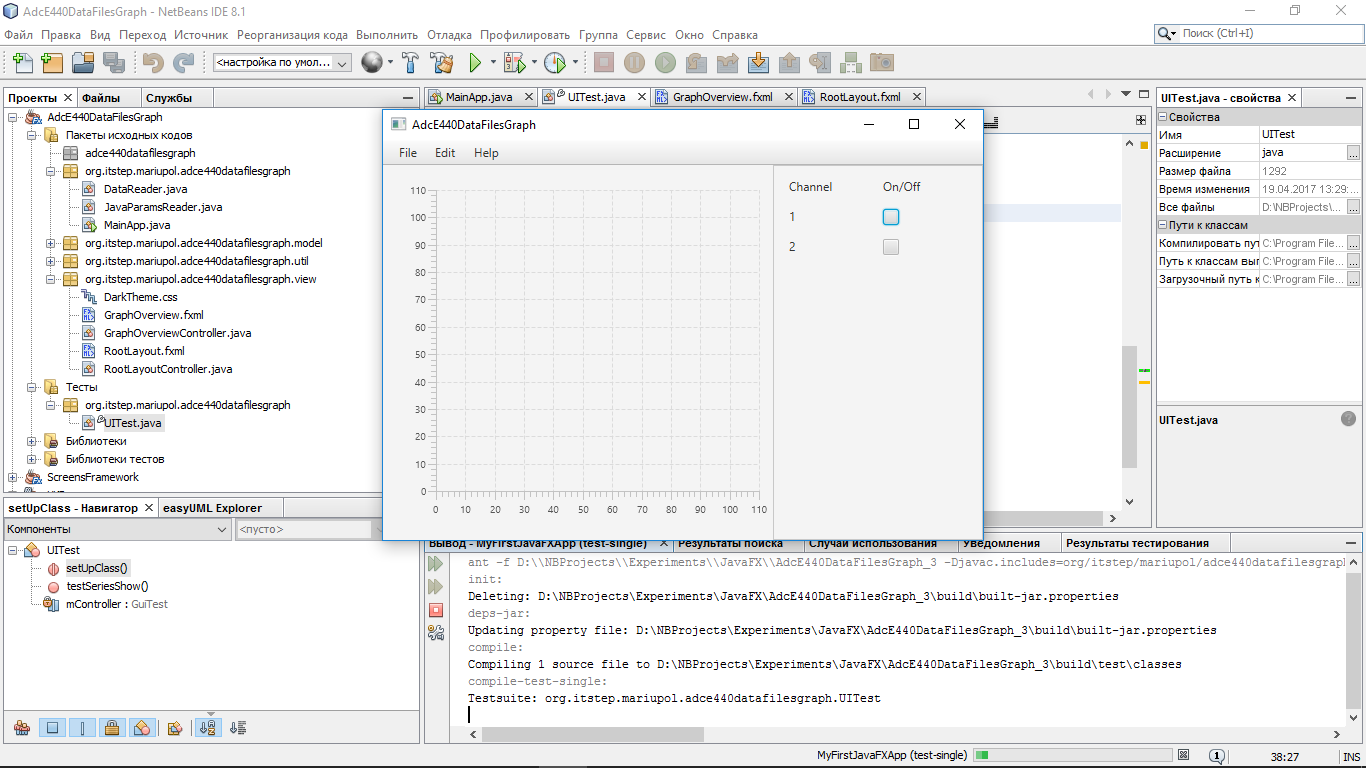 AdcE440DataFilesGraph - NetBeans IDE 8.1
Файл Правка Вид Переход Источник Реорганизация кода Выполнить Отладка Профилировать Группа Сервис Окно Справка
Поиск (Ctrl+I)
<настройка по умол...
Проекты Файлы Службы
MainApp.java UITest.java GraphOverview.fxml RootLayout.fxml
AdcE440DataFilesGraph
Пакеты исходных кодов
adce440datafilesgraph
org.itstep.mariupol.adce440datafilesgraph
DataReader.java
JavaParamsReader.java
MainApp.java
org.itstep.mariupol.adce440datafilesgraph.model
org.itstep.mariupol.adce440datafilesgraph.util
org.itstep.mariupol.adce440datafilesgraph.view
DarkTheme.css
GraphOverview.fxml
GraphOverviewController.java
RootLayout.fxml
RootLayoutController.java
Тесты
org.itstep.mariupol.adce440datafilesgraph
UITest.java
Библиотеки
Библиотеки тестов
ScreensFramework
AdcE440DataFilesGraph
File Edit Help
110
100
90
80
70
60
50
40
30
20
10
0
0 10 20 30 40 50 60 70 80 90 100 110
Channel On/Off
1
2
UITest.java - свойства
Свойства
Имя UITest
Расширение java ...
Размер файла 1292
Время изменения 19.04.2017 13:29:...
Все файлы D:\NBProjects\... ...
Пути к классам
Компилировать пут C:\Program File... ...
Путь к классам вып C:\Program File... ...
Загрузочный путь к C:\Program File... ...
UITest.java
setUpClass - Навигатор easyUML Explorer
Компоненты <пусто>
UITest
setUpClass()
testSeriesShow()
mController : GuiTest
Вывод - MyFirstJavaFXApp (test-single) Результаты поиска Случаи использования Уведомления Результаты тестирования
ant -f D:\\NBProjects\\Experiments\\JavaFX\\AdcE440DataFilesGraph_3 -Djavac.includes=org/itstep/mariupol/adce440datafilesgraph
init:
Deleting: D:\NBProjects\Experiments\JavaFX\AdcE440DataFilesGraph_3\build\built-jar.properties
deps-jar:
Updating property file: D:\NBProjects\Experiments\JavaFX\AdcE440DataFilesGraph_3\build\built-jar.properties
compile:
Compiling 1 source file to D:\NBProjects\Experiments\JavaFX\AdcE440DataFilesGraph_3\build\test\classes
compile-test-single:
Testsuite: org.itstep.mariupol.adce440datafilesgraph.UITest
MyFirstJavaFXApp (test-single) 1 38:27 INS